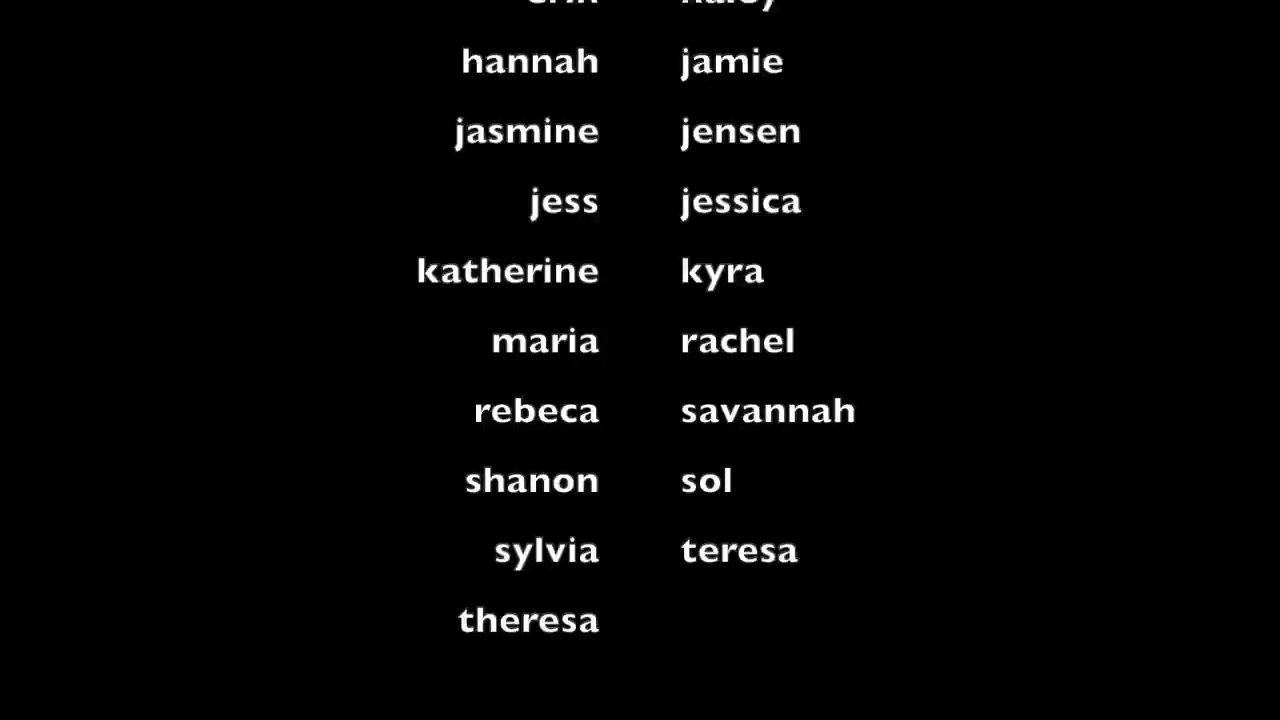 hannah jamie
jasmine jensen
jess jessica
katherine kyra
maria rachel
rebeca savannah
shanon sol
sylvia teresa
theresa